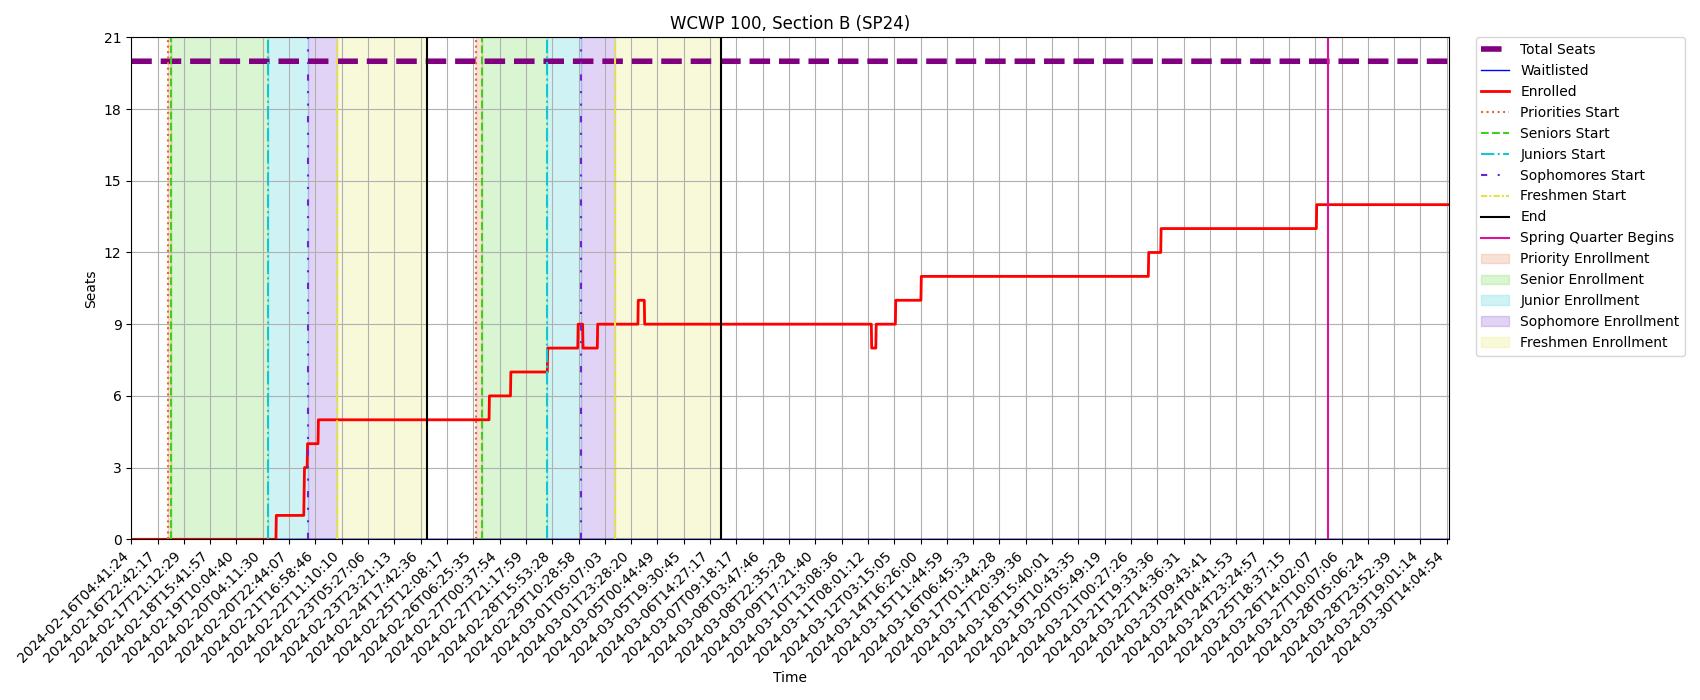 WCWP 100, Section B (SP24)
Seats
21
18
15
12
9
6
3
0
2024-02-16T04:41:24
2024-02-16T22:42:17
2024-02-17T21:12:29
2024-02-18T15:41:57
2024-02-19T10:04:40
2024-02-20T04:11:30
2024-02-20T22:44:07
2024-02-21T16:58:46
2024-02-22T11:10:10
2024-02-23T05:27:06
2024-02-23T23:21:13
2024-02-24T17:42:36
2024-02-25T12:08:17
2024-02-26T06:25:35
2024-02-27T00:37:54
2024-02-27T21:17:59
2024-02-28T15:53:28
2024-02-29T10:28:58
2024-03-01T05:07:03
2024-03-01T23:28:20
2024-03-05T00:44:49
2024-03-05T19:30:45
2024-03-06T14:27:17
2024-03-07T09:18:17
2024-03-08T03:47:46
2024-03-08T22:35:28
2024-03-09T17:21:40
2024-03-10T13:08:36
2024-03-11T08:01:12
2024-03-12T03:15:05
2024-03-14T16:26:00
2024-03-15T11:44:59
2024-03-16T06:45:33
2024-03-17T01:44:28
2024-03-17T20:39:36
2024-03-18T15:40:01
2024-03-19T10:43:35
2024-03-20T05:49:19
2024-03-21T00:27:26
2024-03-21T19:33:36
2024-03-22T14:36:31
2024-03-23T09:43:41
2024-03-24T04:41:53
2024-03-24T23:24:57
2024-03-25T18:37:15
2024-03-26T14:02:07
2024-03-27T10:07:06
2024-03-28T05:06:24
2024-03-28T23:52:39
2024-03-29T19:01:14
2024-03-30T14:04:54
Time
Total Seats
Waitlisted
Enrolled
Priorities Start
Seniors Start
Juniors Start
Sophomores Start
Freshmen Start
End
Spring Quarter Begins
Priority Enrollment
Senior Enrollment
Junior Enrollment
Sophomore Enrollment
Freshmen Enrollment